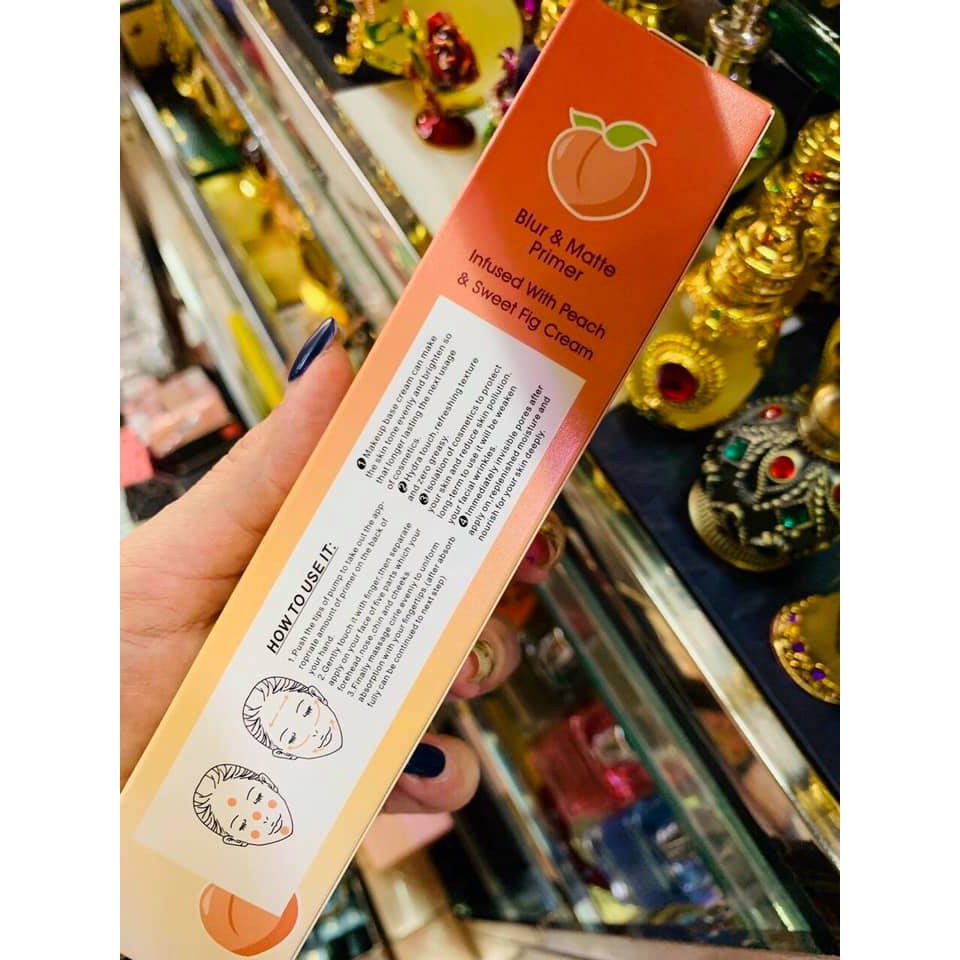 Blur & Matte
Primer
Infused With Peach
& Sweet Fig Cream
❶Makeup base cream can make
the skin tone evenly and brighten so
that longer lasting the next usage
of cosmetics.
❷Hydra touch,refreshing texture
and zero greasy.
❸Isolation of cosmetics to protect
your skin and reduce skin pollution.
long-term to use it will be weaken
your facial wrinkles.
❹Immediately invisible pores after
apply on,replenished moisture and
nourish for your skin deeply.
HOW TO USE IT:
1.Push the tips of pump to take out the app-
ropriate amount of primer on the back of
your hand.
2.Gently touch it with finger,then separate
apply on your face of five parts which your
forehead,nose,chin and cheeks.
3.Finally massage cirle evenly to uniform
absorption with your fingertips (after absorb
fully can be continued to next step)